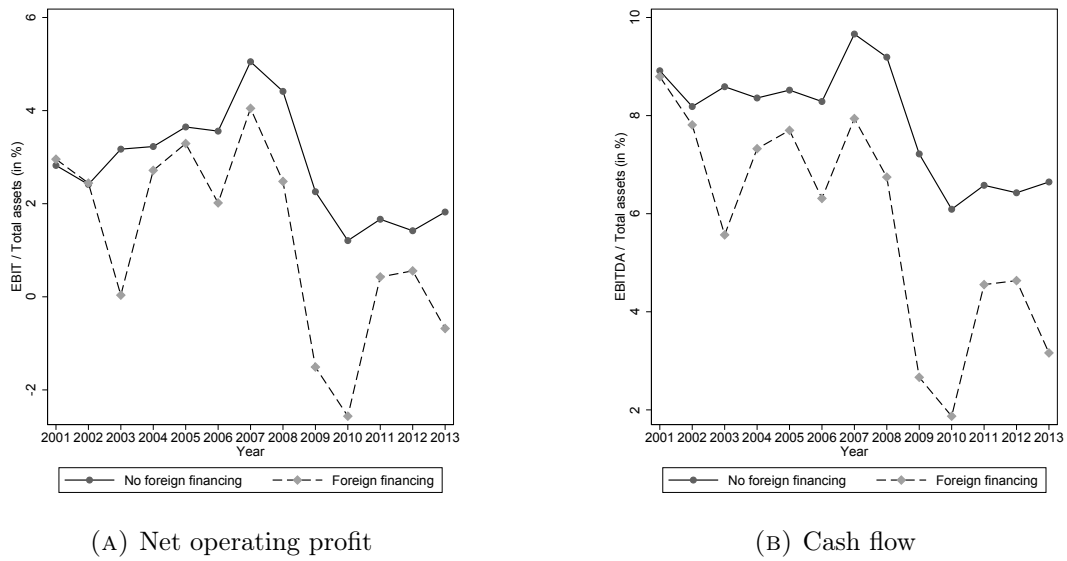 6
4
2
0
-2
EBIT / Total assets (in %)
2001 2002 2003 2004 2005 2006 2007 2008 2009 2010 2011 2012 2013
Year
No foreign financing Foreign financing
(A) Net operating profit
10
8
6
4
2
EBITDA / Total assets (in %)
2001 2002 2003 2004 2005 2006 2007 2008 2009 2010 2011 2012 2013
Year
No foreign financing Foreign financing
(B) Cash flow